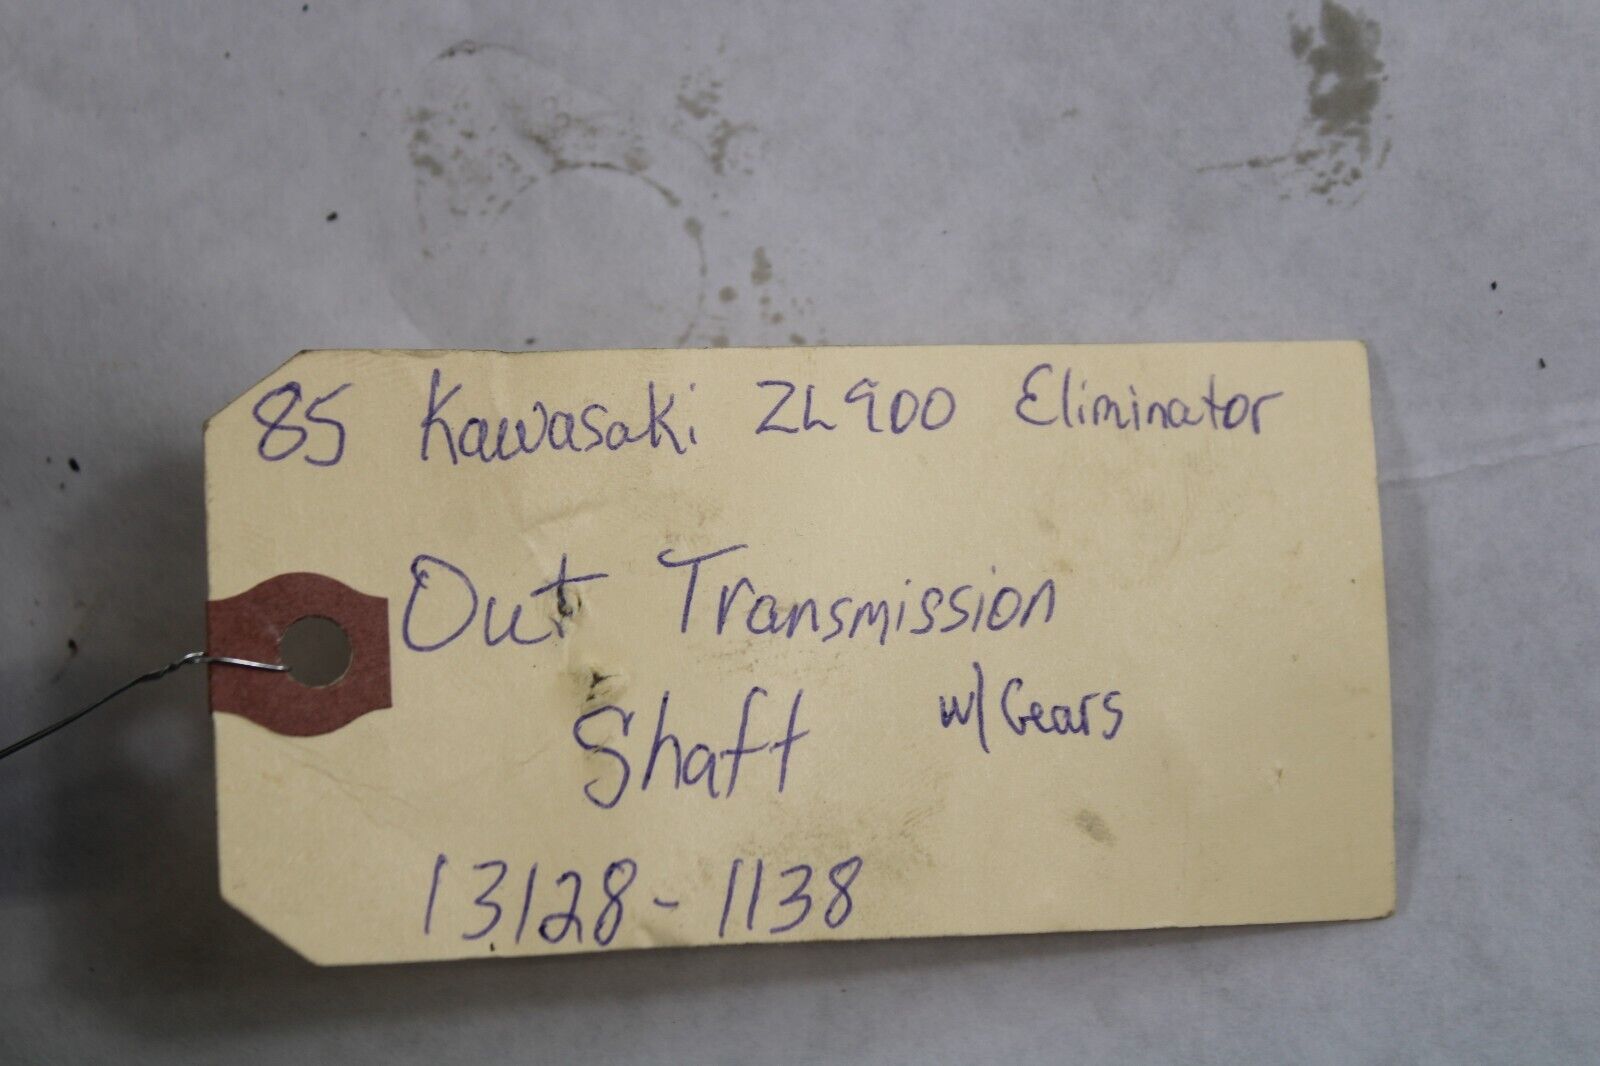 85 Kawasaki ZL900 Eliminator
Out Transmission
Shaft w/Gears
13128-1138